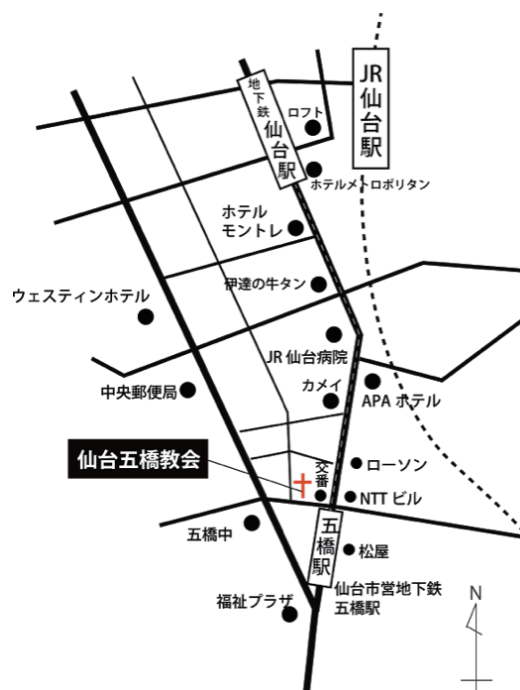 JR仙台駅
地下鉄 仙台駅
ロフト
ホテルメトロポリタン
ホテル
モントレ
伊達の牛タン
ウェスティンホテル
JR 仙台病院
中央郵便局
カメイ
APA ホテル
仙台五橋教会
交番
ローソン
NTT ビル
五橋中
五橋駅
松屋
仙台市営地下鉄
五橋駅
福祉プラザ
N